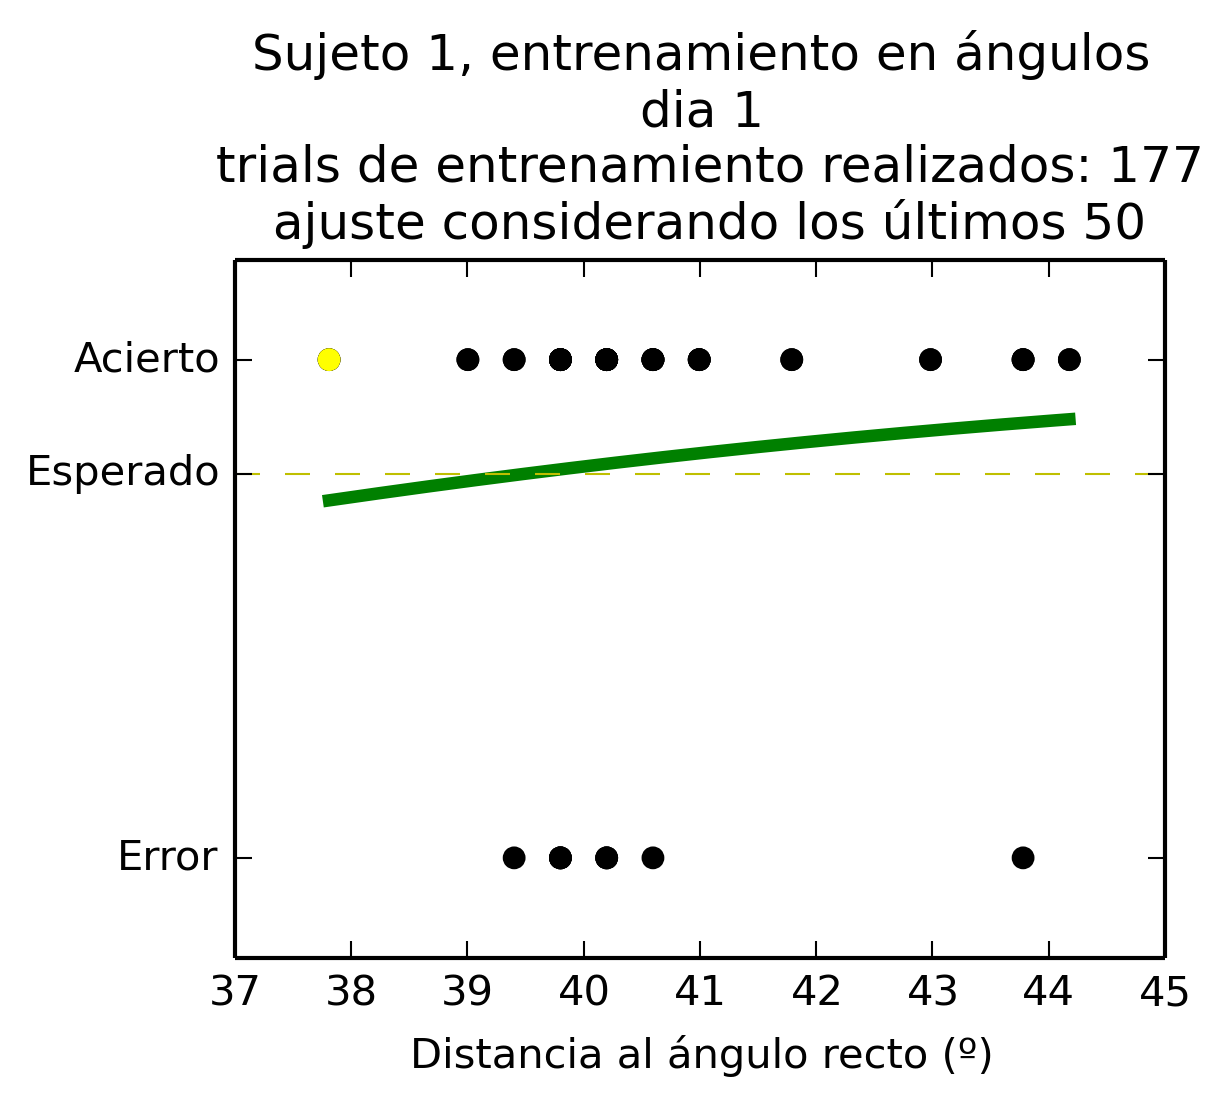 Sujeto 1, entrenamiento en ángulos
dia 1
trials de entrenamiento realizados: 177
ajuste considerando los últimos 50
Acierto
Esperado
Error
37 38 39 40 41 42 43 44 45
Distancia al ángulo recto (º)